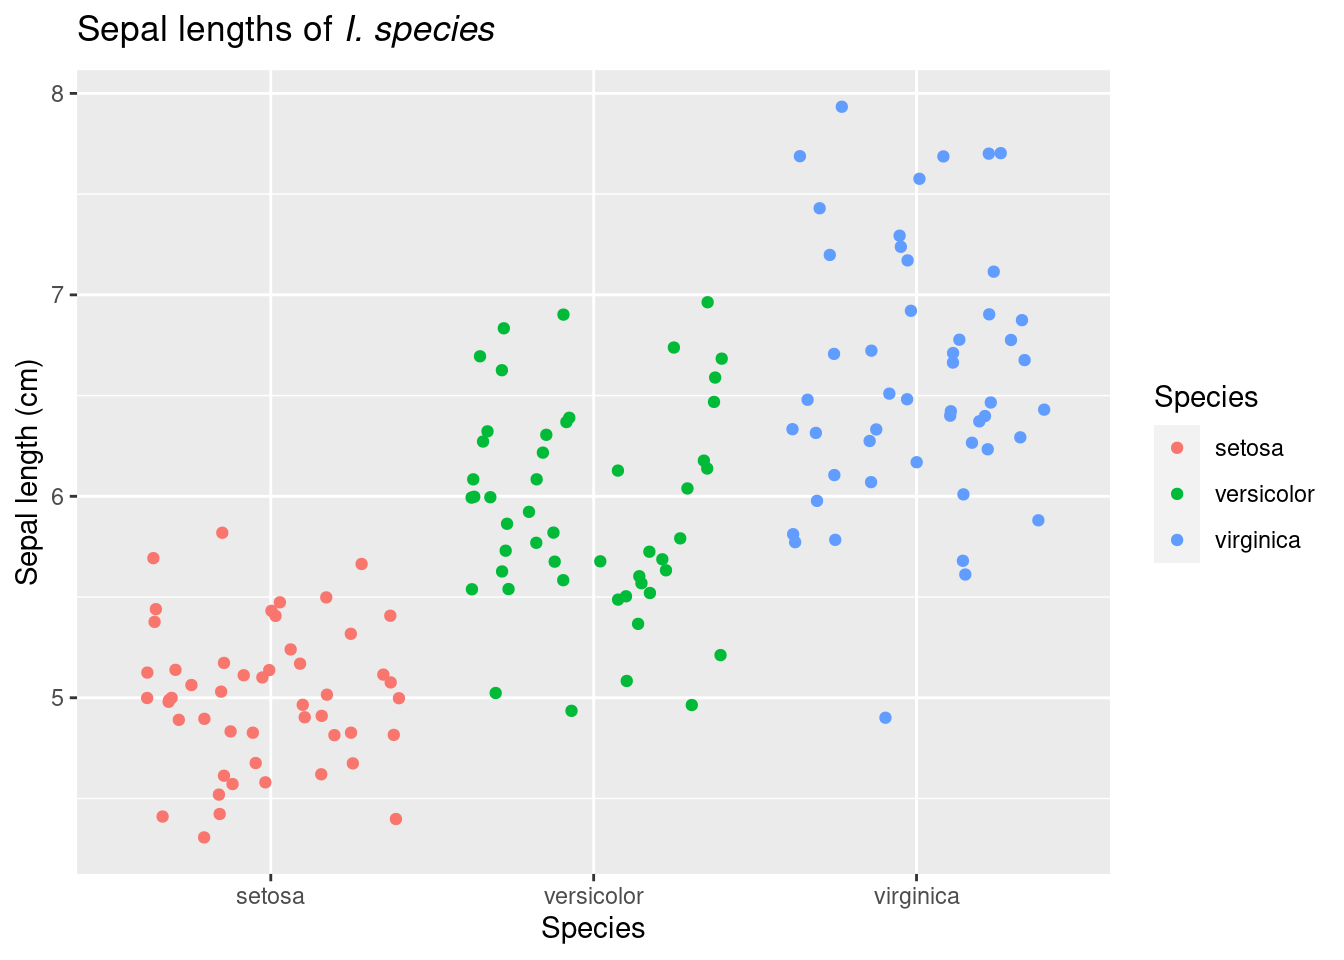 Sepal lengths of I. species
8
7
6
5
Sepal length (cm)
setosa
versicolor
virginica
Species
Species
setosa
versicolor
virginica